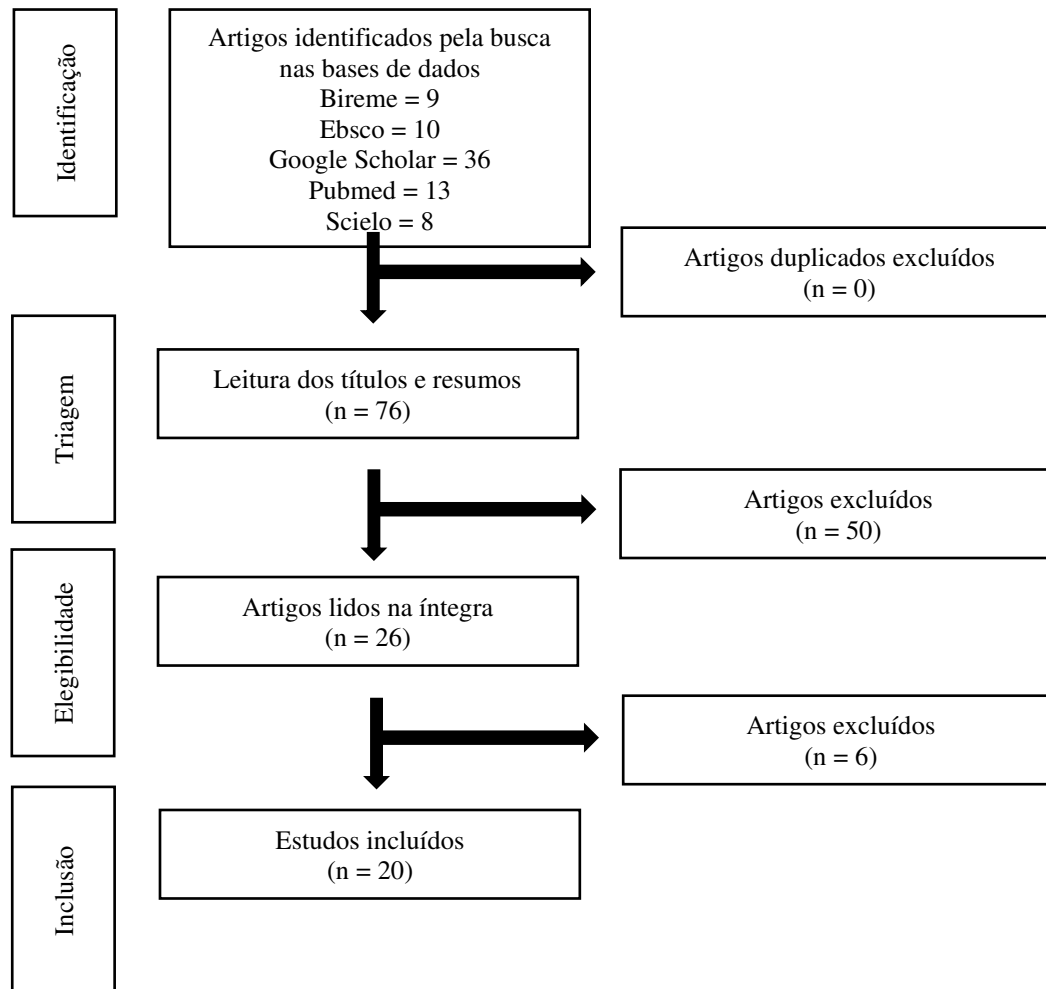 Identificação
Artigos identificados pela busca
nas bases de dados
Bireme = 9
Ebsco = 10
Google Scholar = 36
Pubmed = 13
Scielo = 8
Artigos duplicados excluídos
(n = 0)
Triagem
Leitura dos títulos e resumos
(n = 76)
Artigos excluídos
(n = 50)
Elegibilidade
Artigos lidos na íntegra
(n = 26)
Artigos excluídos
(n = 6)
Inclusão
Estudos incluídos
(n = 20)